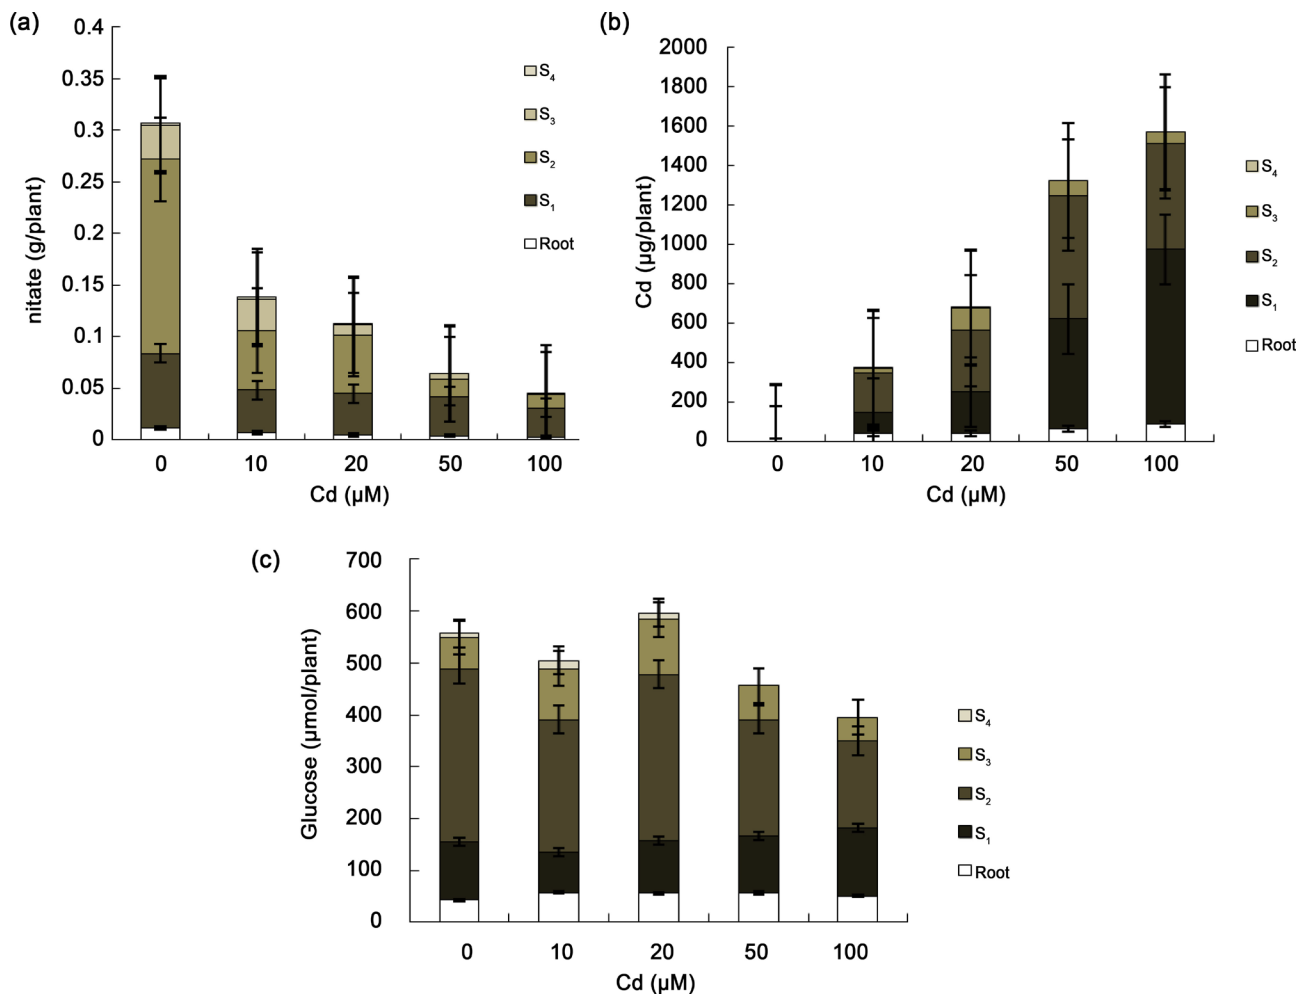 (a)
0.4
0.35
0.3
0.25
0.2
0.15
0.1
0.05
0
nitate (g/plant)
0 10 20 50 100
Cd (μM)
S4
S3
S2
S1
Root
(b)
2000
1800
1600
1400
1200
1000
800
600
400
200
0
Cd (μg/plant)
0 10 20 50 100
Cd (μM)
S4
S3
S2
S1
Root
(c)
700
600
500
400
300
200
100
0
Glucose (μmol/plant)
0 10 20 50 100
Cd (μM)
S4
S3
S2
S1
Root